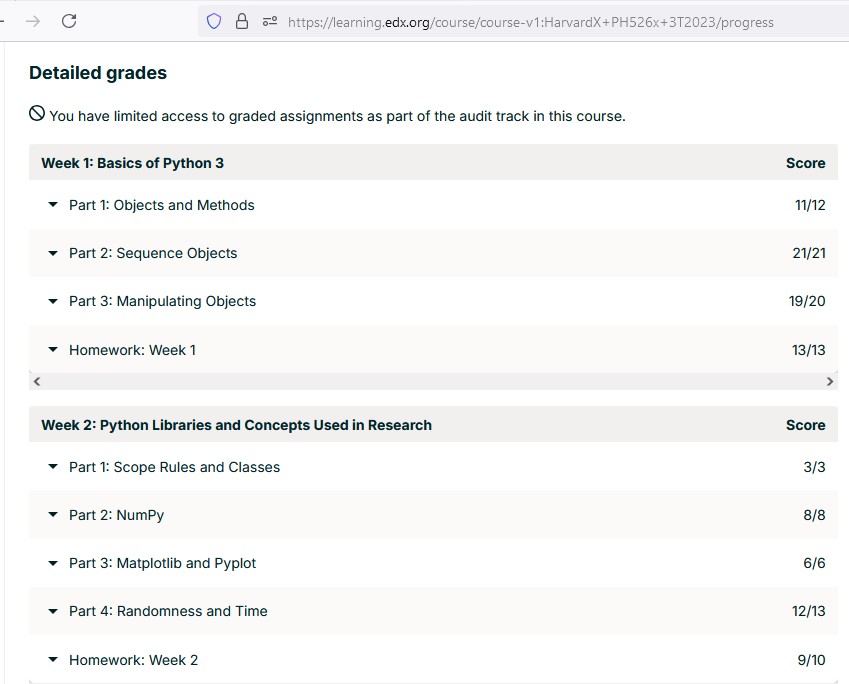 https://learning.edx.org/course/course-v1:HarvardX+PH526x+3T2023/progress
Detailed grades
You have limited access to graded assignments as part of the audit track in this course.
Week 1: Basics of Python 3 Score
Part 1: Objects and Methods 11/12
Part 2: Sequence Objects 21/21
Part 3: Manipulating Objects 19/20
Homework: Week 1 13/13
Week 2: Python Libraries and Concepts Used in Research Score
Part 1: Scope Rules and Classes 3/3
Part 2: NumPy 8/8
Part 3: Matplotlib and Pyplot 6/6
Part 4: Randomness and Time 12/13
Homework: Week 2 9/10